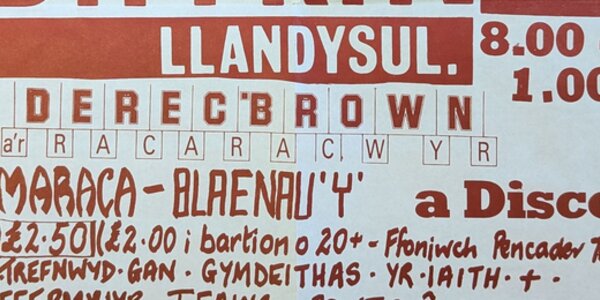 LLANDYSUL.
8.00
1.00
DEREC BROWN
a'r RACARACWYR
MARACA - BLAENAU 'Y'
a Disco
£2.50 (£2.00 i bartion o 20+ - Ffoniwch Pencader
TREFNWYD · GAN · GYMDEITHAS · YR · IAITH · + ·